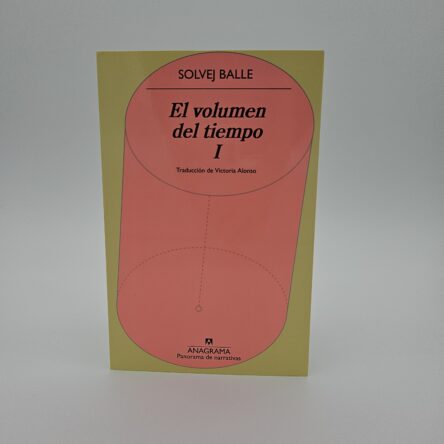 SOLVEJ BALLE
El volumen
del tiempo
I
Traducción de Victoria Alonso
ANAGRAMA
Panorama de narrativas